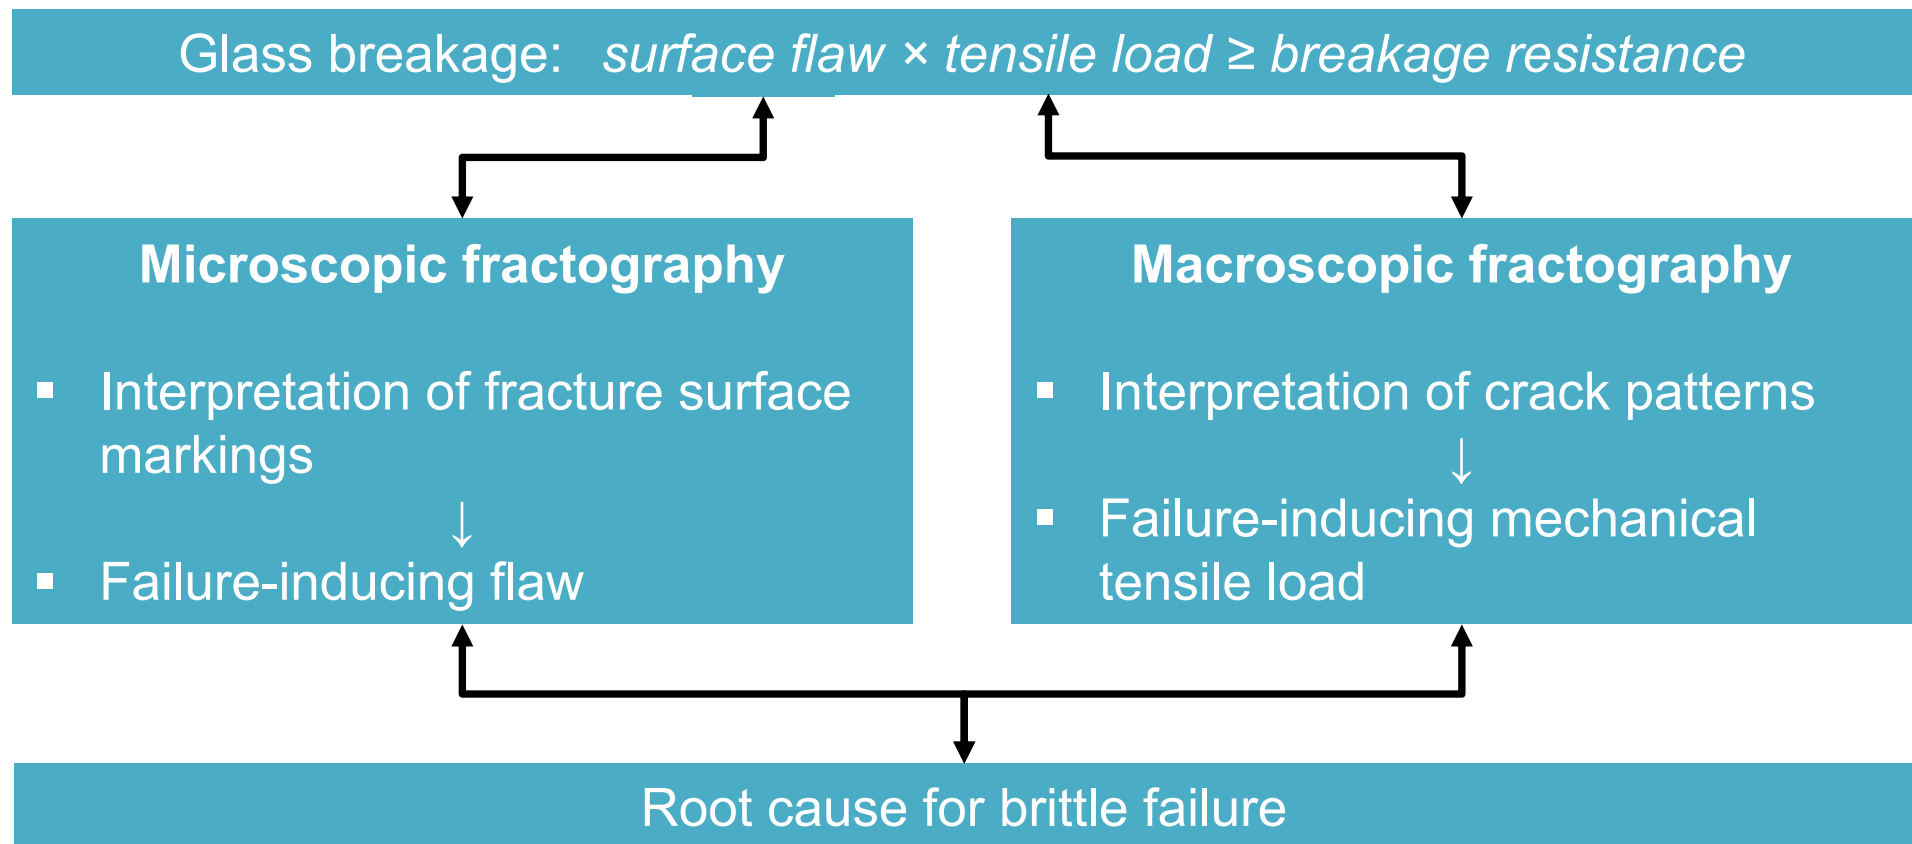 Glass breakage: surface flaw × tensile load ≥ breakage resistance
Microscopic fractography
▪ Interpretation of fracture surface
markings
↓
▪ Failure-inducing flaw
Macroscopic fractography
▪ Interpretation of crack patterns
↓
▪ Failure-inducing mechanical
tensile load
Root cause for brittle failure